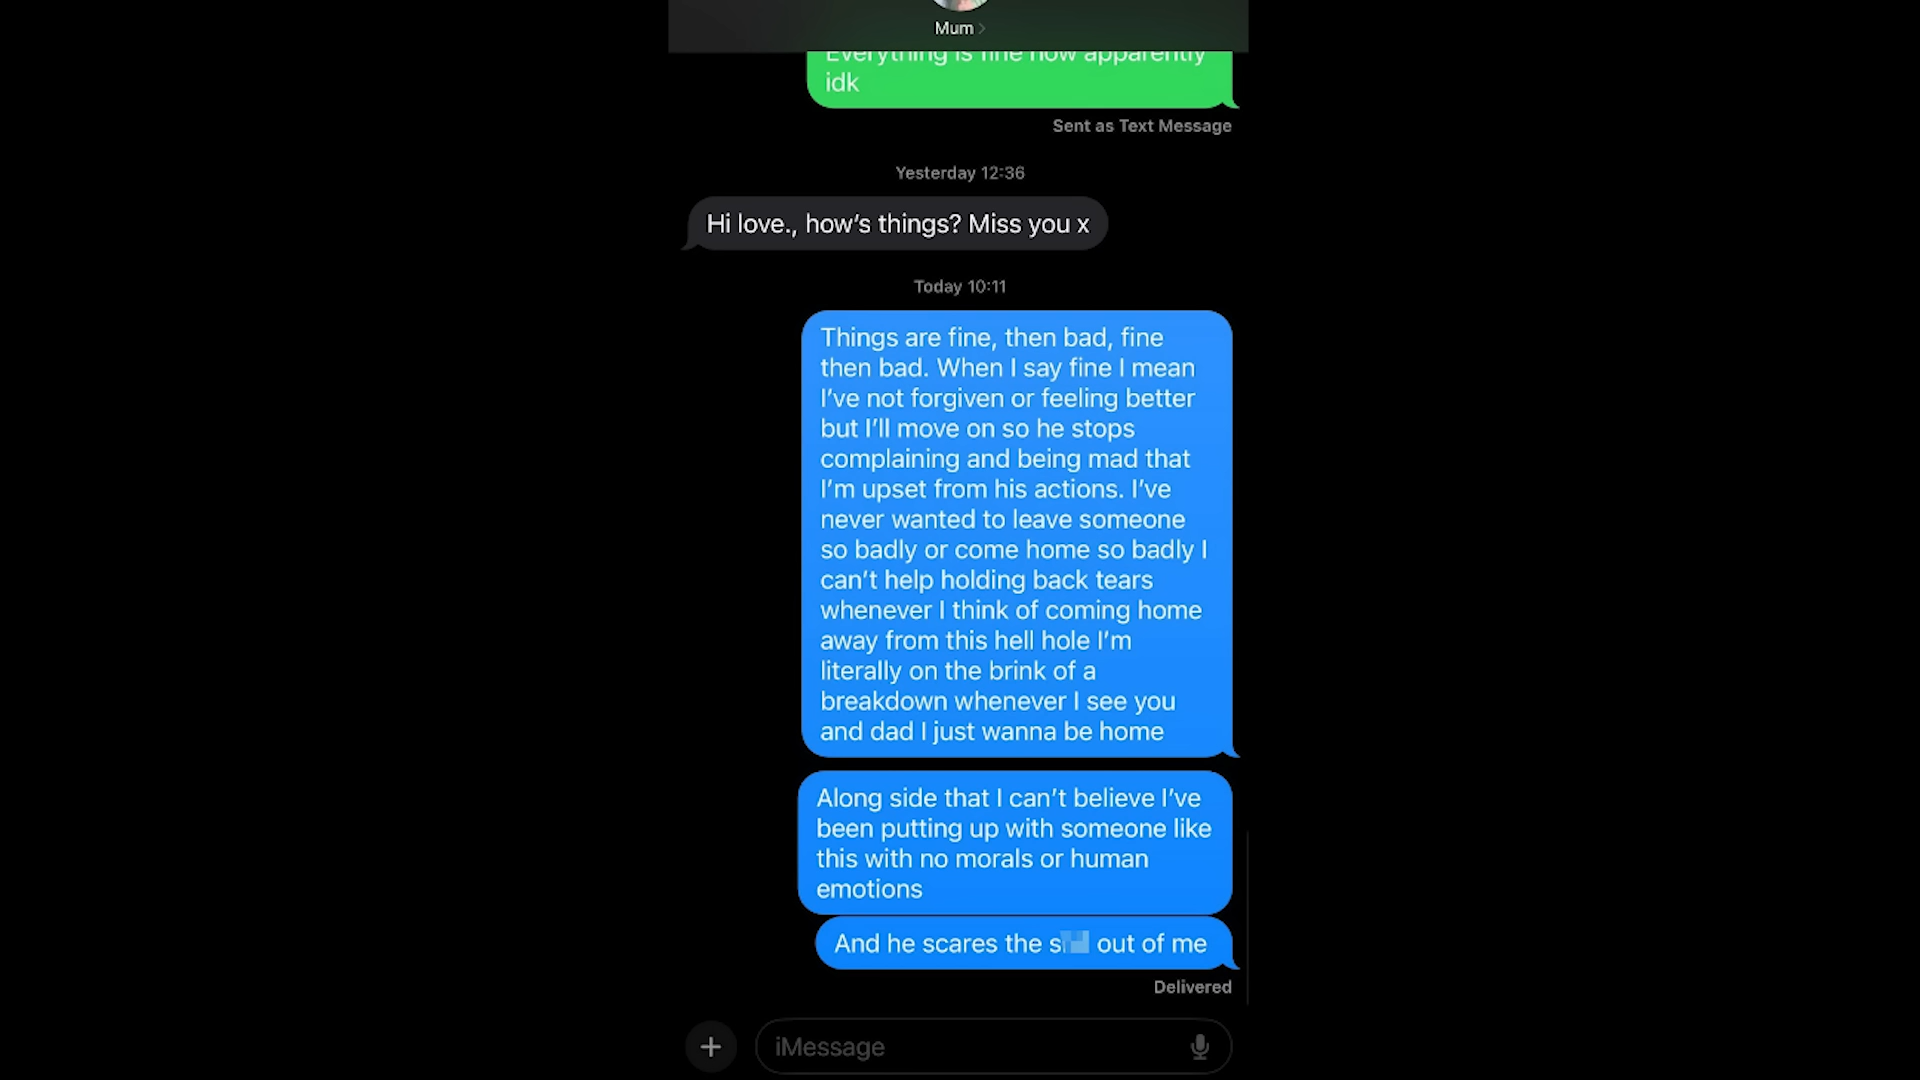 Mum
Everything is fine now apparently
idk
Sent as Text Message
Yesterday 12:36
Hi love., how’s things? Miss you x
Today 10:11
Things are fine, then bad, fine
then bad. When I say fine I mean
I’ve not forgiven or feeling better
but I’ll move on so he stops
complaining and being mad that
I’m upset from his actions. I’ve
never wanted to leave someone
so badly or come home so badly I
can’t help holding back tears
whenever I think of coming home
away from this hell hole I’m
literally on the brink of a
breakdown whenever I see you
and dad I just wanna be home
Along side that I can’t believe I’ve
been putting up with someone like
this with no morals or human
emotions
And he scares the out of me
Delivered
iMessage